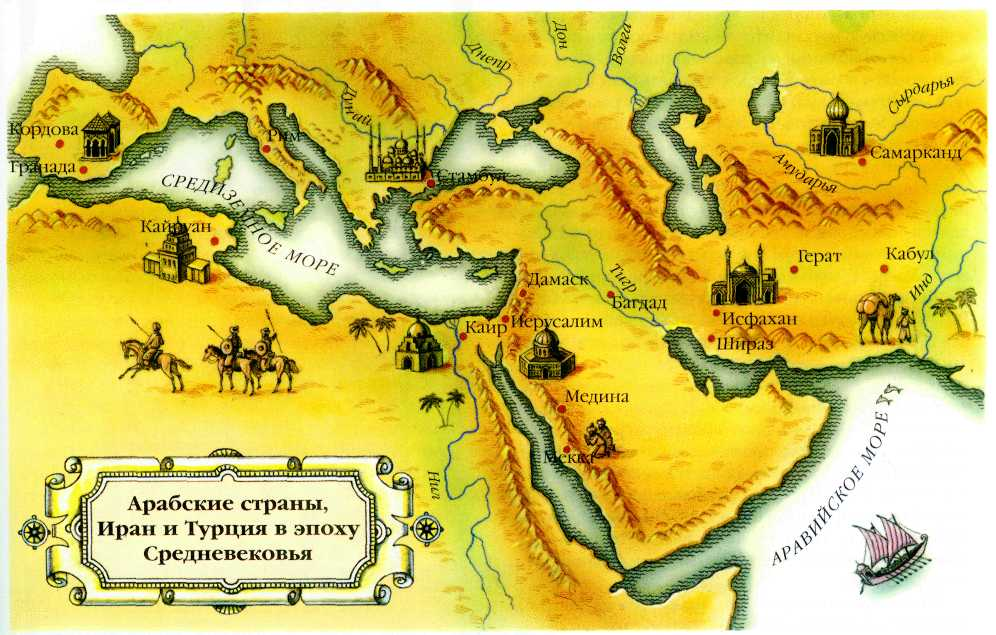 Днепр
Дон
Волга
Дунай
Сырдарья
Амударья
Кордова
Гранада
Рим
Стамбул
Самарканд
СРЕДИЗЕМНОЕ МОРЕ
Кайруан
Герат
Кабул
Инд
Дамаск
Тигр
Багдад
Исфахан
Шираз
Каир
Иерусалим
Медина
Мекка
Нил
АРАВИЙСКОЕ МОРЕ
Арабские страны,
Иран и Турция в эпоху
Средневековья